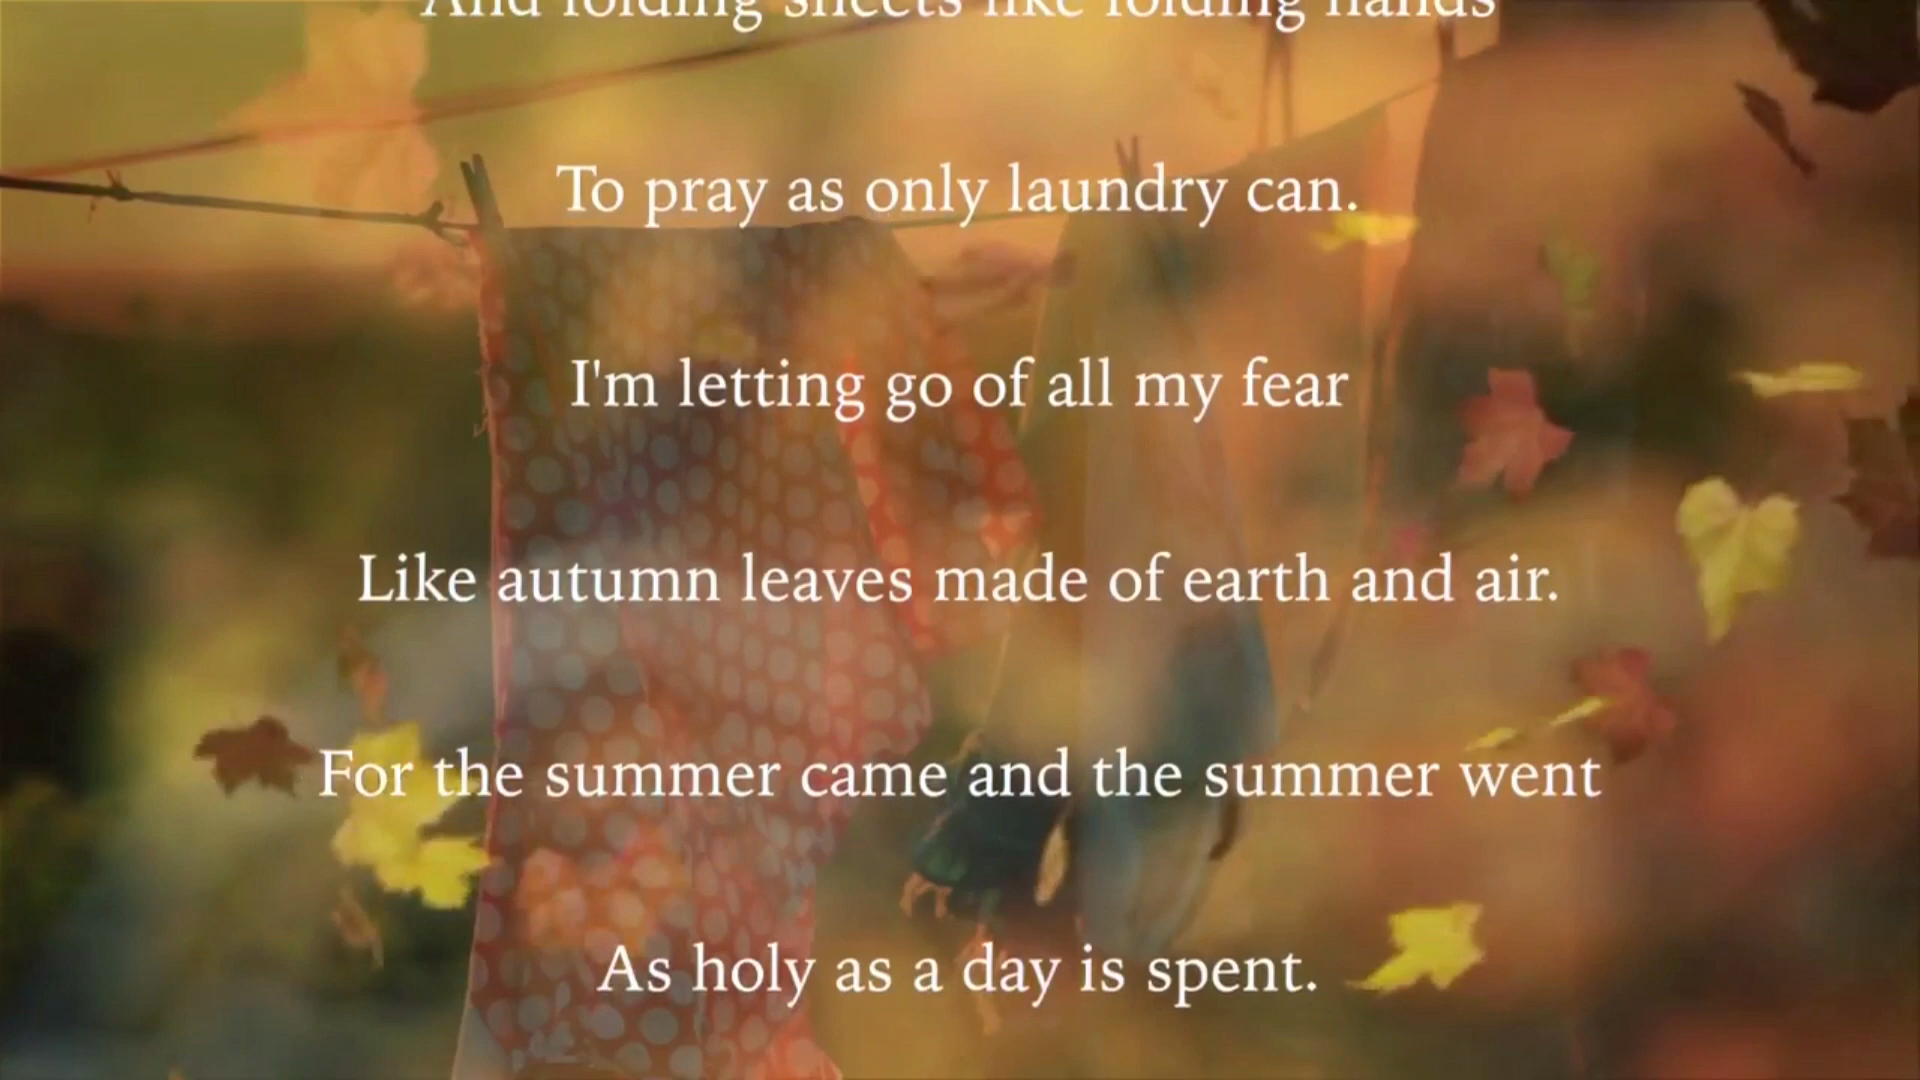 And folding sheets like folding hands
To pray as only laundry can.
I'm letting go of all my fear
Like autumn leaves made of earth and air.
For the summer came and the summer went
As holy as a day is spent.